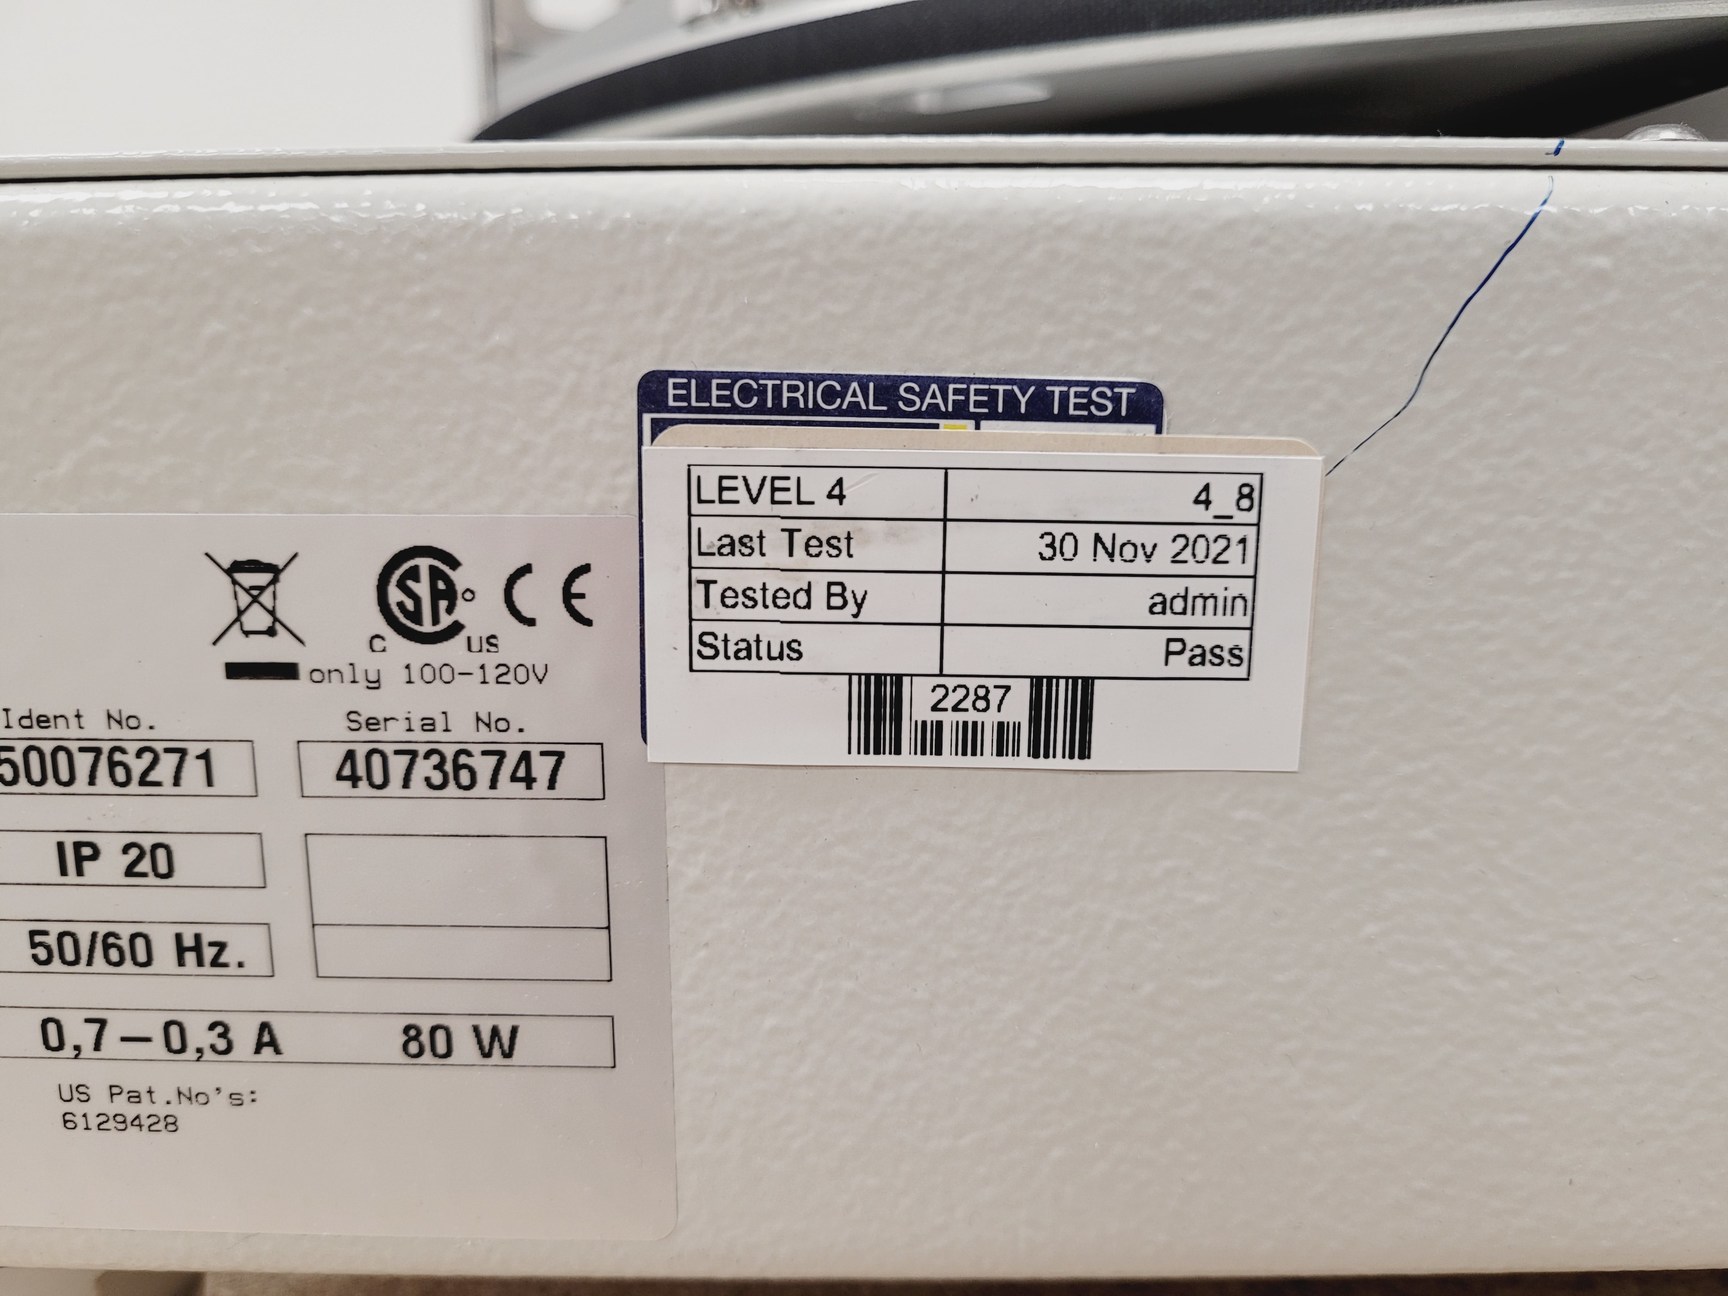 ELECTRICAL SAFETY TEST
LEVEL 4 4_8
Last Test 30 Nov 2021
Tested By admin
Status Pass
2287
C SA US CE
only 100-120V
Ident No. Serial No.
50076271 40736747
IP 20
50/60 Hz.
0,7-0,3 A 80 W
US Pat.No's:
6129428